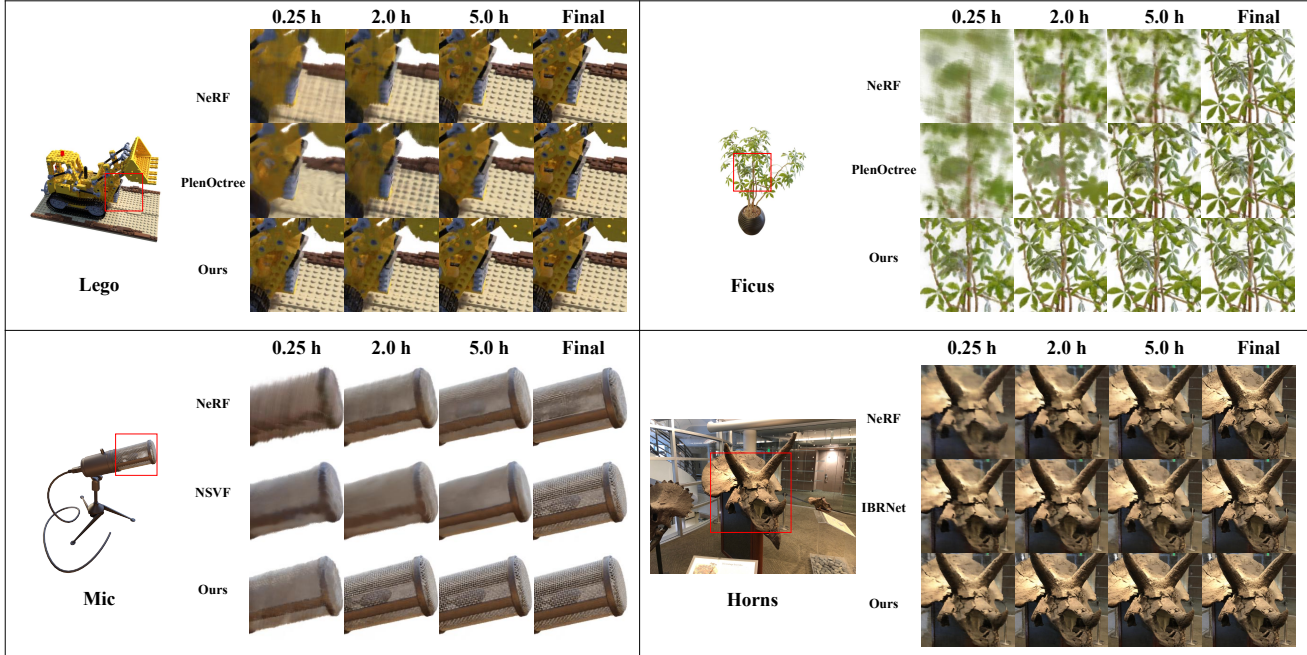 0.25 h 2.0 h 5.0 h Final
NeRF
PlenOctree
Ours
Lego
0.25 h 2.0 h 5.0 h Final
NeRF
PlenOctree
Ours
Ficus
0.25 h 2.0 h 5.0 h Final
NeRF
NSVF
Ours
Mic
0.25 h 2.0 h 5.0 h Final
NeRF
IBRNet
Ours
Horns